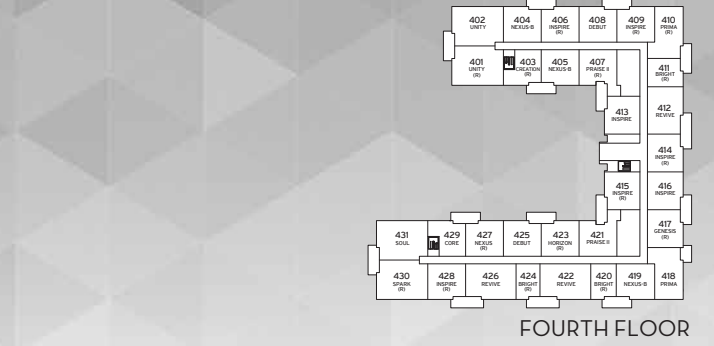 402
UNITY
404
NEXUS-B
406
INSPIRE
(R)
408
DEBUT
409
INSPIRE
(R)
410
PRIMA
(R)
401
UNITY
(R)
403
CREATION
(R)
405
NEXUS-B
407
PRAISE II
(R)
411
BRIGHT
(R)
413
INSPIRE
412
REVIVE
414
INSPIRE
(R)
415
INSPIRE
(R)
416
INSPIRE
417
GENESIS
(R)
431
SOUL
429
CORE
427
NEXUS
(R)
425
DEBUT
423
HORIZON
(R)
421
PRAISE II
430
SPARK
(R)
428
INSPIRE
(R)
426
REVIVE
424
BRIGHT
(R)
422
REVIVE
420
BRIGHT
(R)
419
NEXUS-B
418
PRIMA
FOURTH FLOOR